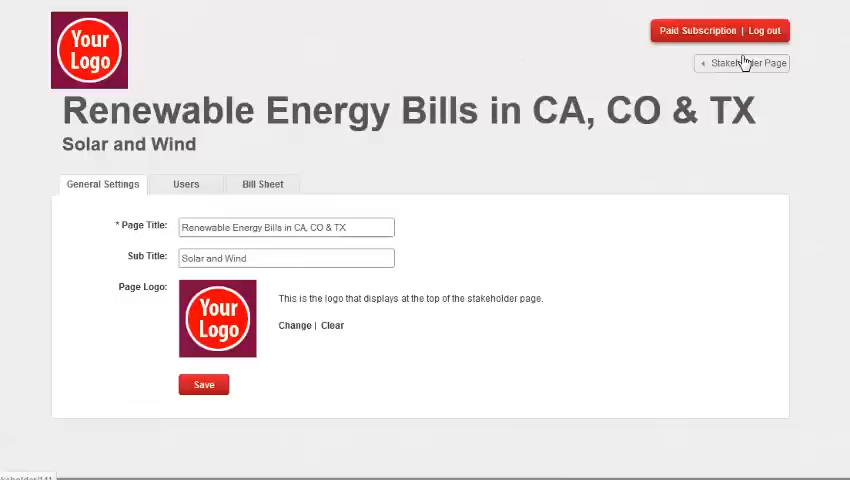 Your
Logo
Paid Subscription | Log out
Stakeholder Page
Renewable Energy Bills in CA, CO & TX
Solar and Wind
General Settings
Users
Bill Sheet
* Page Title:
Renewable Energy Bills in CA, CO & TX
Sub Title:
Solar and Wind
Page Logo:
Your
Logo
This is the logo that displays at the top of the stakeholder page.
Change | Clear
Save